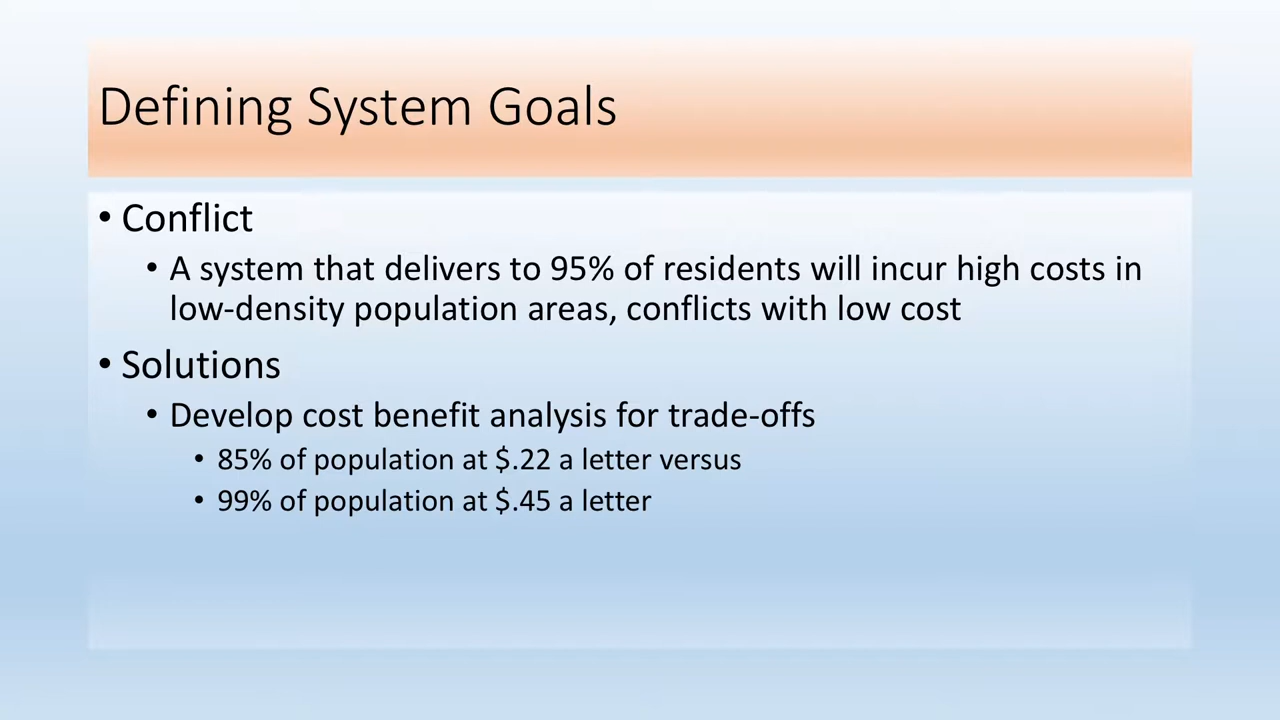 Defining System Goals
• Conflict
• A system that delivers to 95% of residents will incur high costs in
low-density population areas, conflicts with low cost
• Solutions
• Develop cost benefit analysis for trade-offs
• 85% of population at $.22 a letter versus
• 99% of population at $.45 a letter